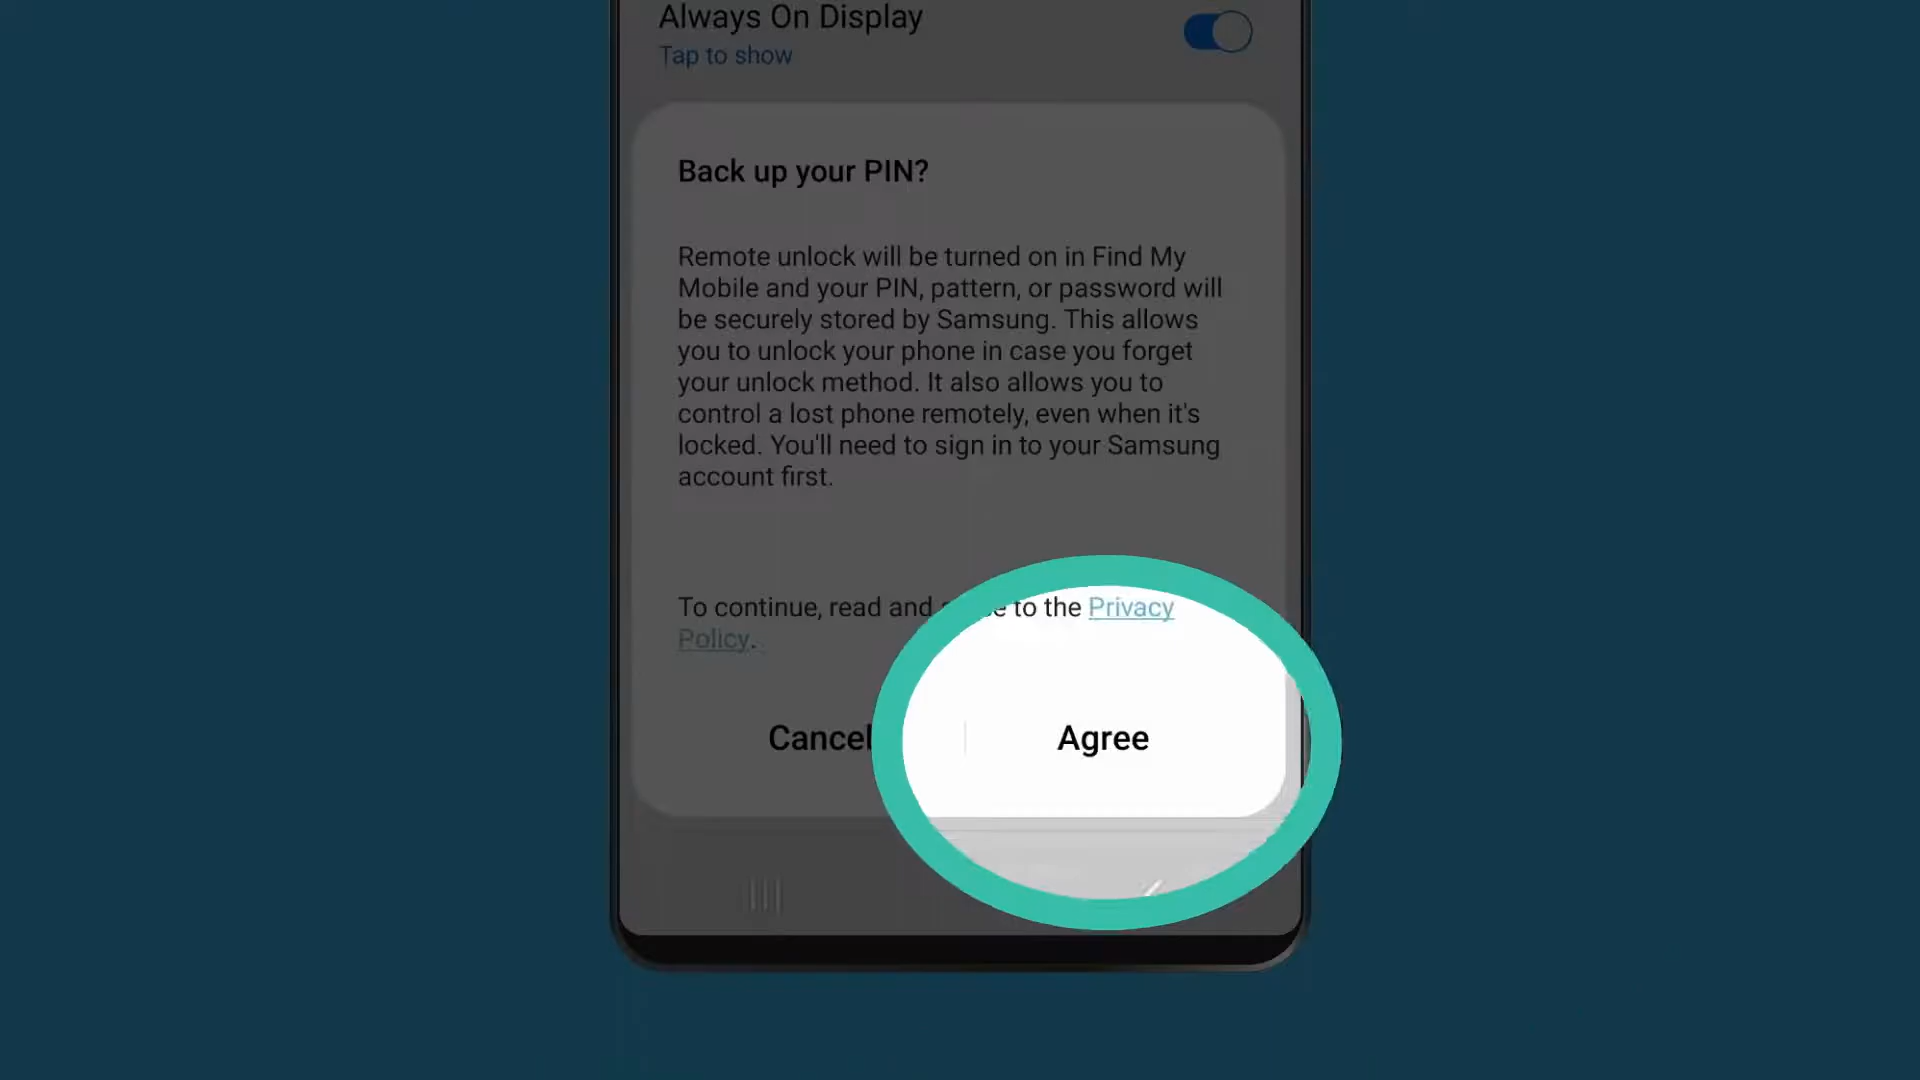 Always On Display
Tap to show
Back up your PIN?
Remote unlock will be turned on in Find My
Mobile and your PIN, pattern, or password will
be securely stored by Samsung. This allows
you to unlock your phone in case you forget
your unlock method. It also allows you to
control a lost phone remotely, even when it's
locked. You'll need to sign in to your Samsung
account first.
To continue, read and to the Privacy
Policy.
Cancel
Agree